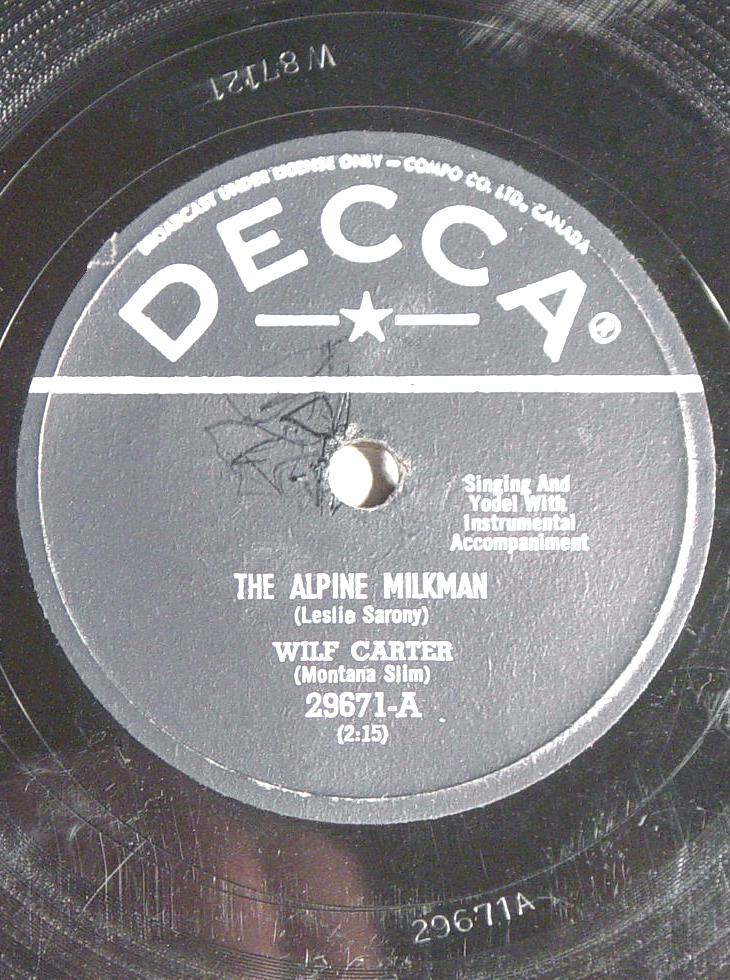 W 87121
BROADCAST UNDER LICENSE ONLY — COMPO CO. LTD. CANADA
DECCA®
Singing And
Yodel With
Instrumental
Accompaniment
THE ALPINE MILKMAN
(Leslie Sarony)
WILF CARTER
(Montana Slim)
29671-A
(2:15)
29671A